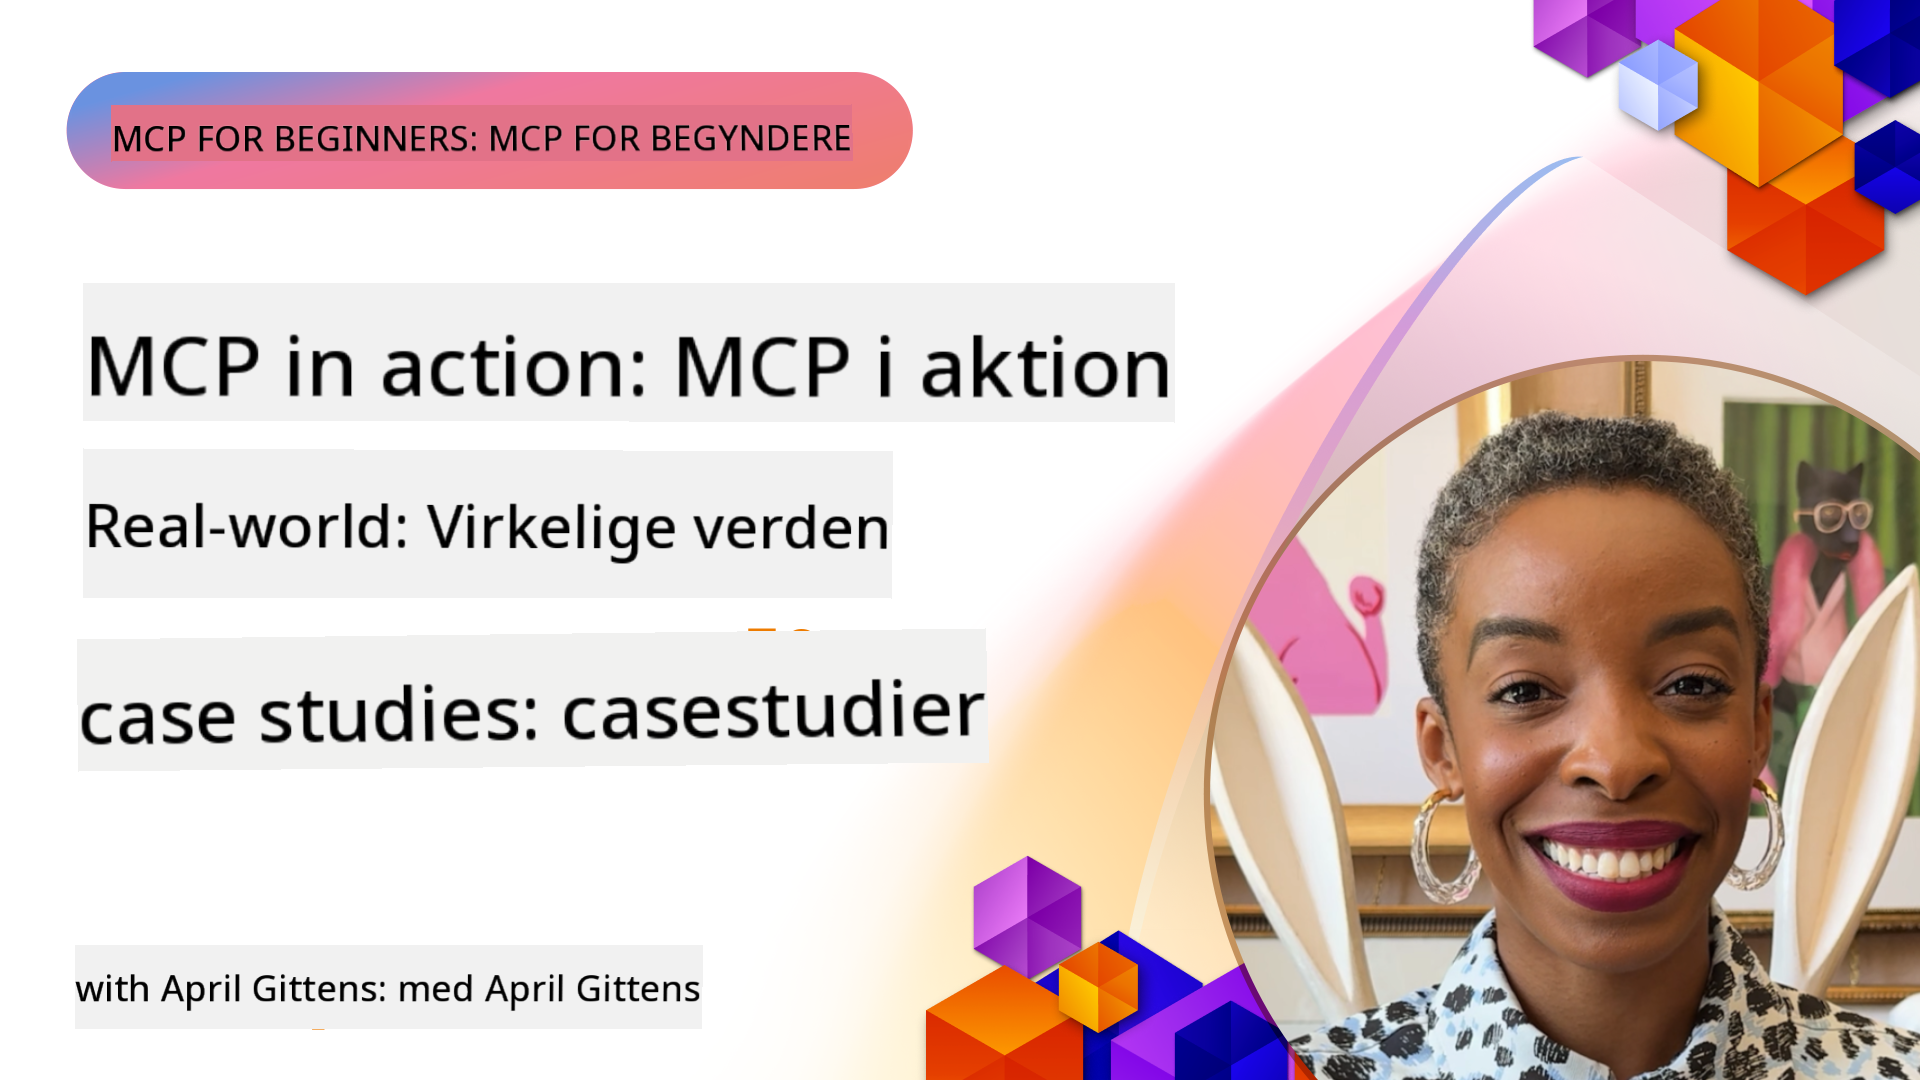 MCP FOR BEGINNERS: MCP FOR BEGYNDERE
MCP in action: MCP i aktion
Real-world: Virkelige verden
case studies: casestudier
with April Gittens: med April Gittens